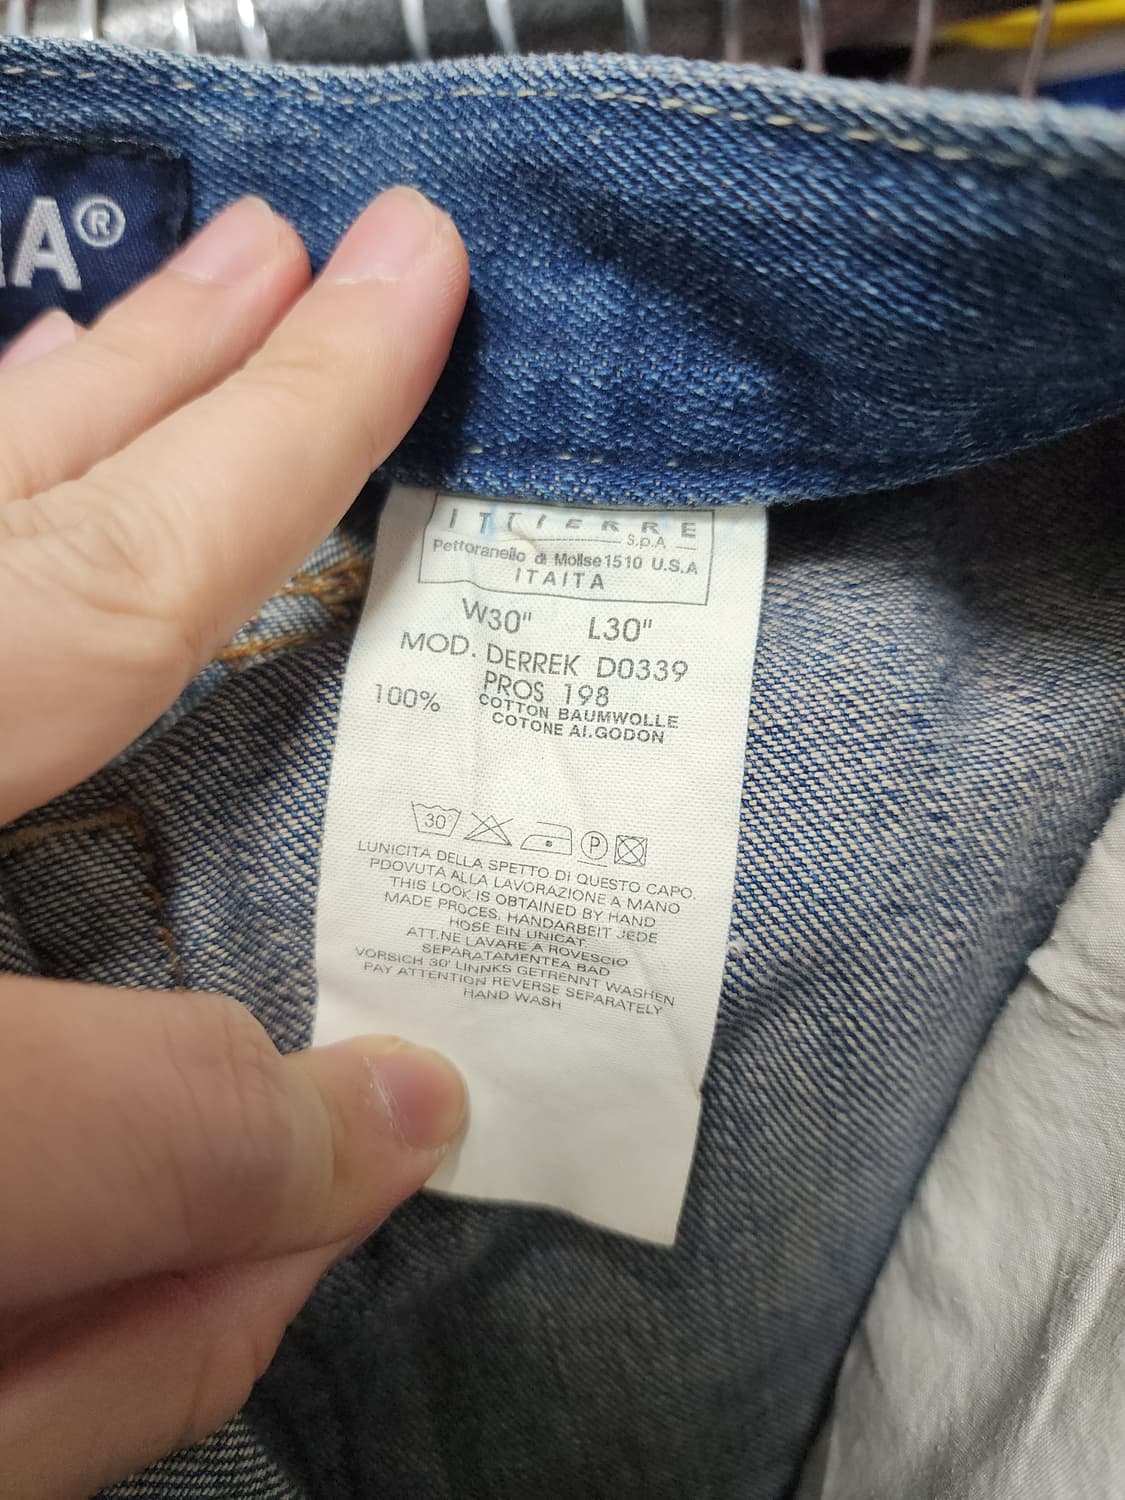 A®
ITTIERRE
S.p.A
Pettoranello di Mollse1510 U.S.A
ITAITA
W30" L30"
MOD. DERREK D0339
PROS 198
100% COTTON BAUMWOLLE
COTONE AI.GODON
30° P
LUNICITA DELLA SPETTO DI QUESTO CAPO.
PDOVUTA ALLA LAVORAZIONE A MANO
THIS LOOK IS OBTAINED BY HAND
MADE PROCES. HANDARBEIT JEDE
HOSE EIN UNICAT
ATT.NE LAVARE A ROVESCIO
SEPARATAMENTEA BAD
VORSICH 30' LINNKS GETRENNT WASHEN
PAY ATTENTION REVERSE SEPARATELY
HAND WASH